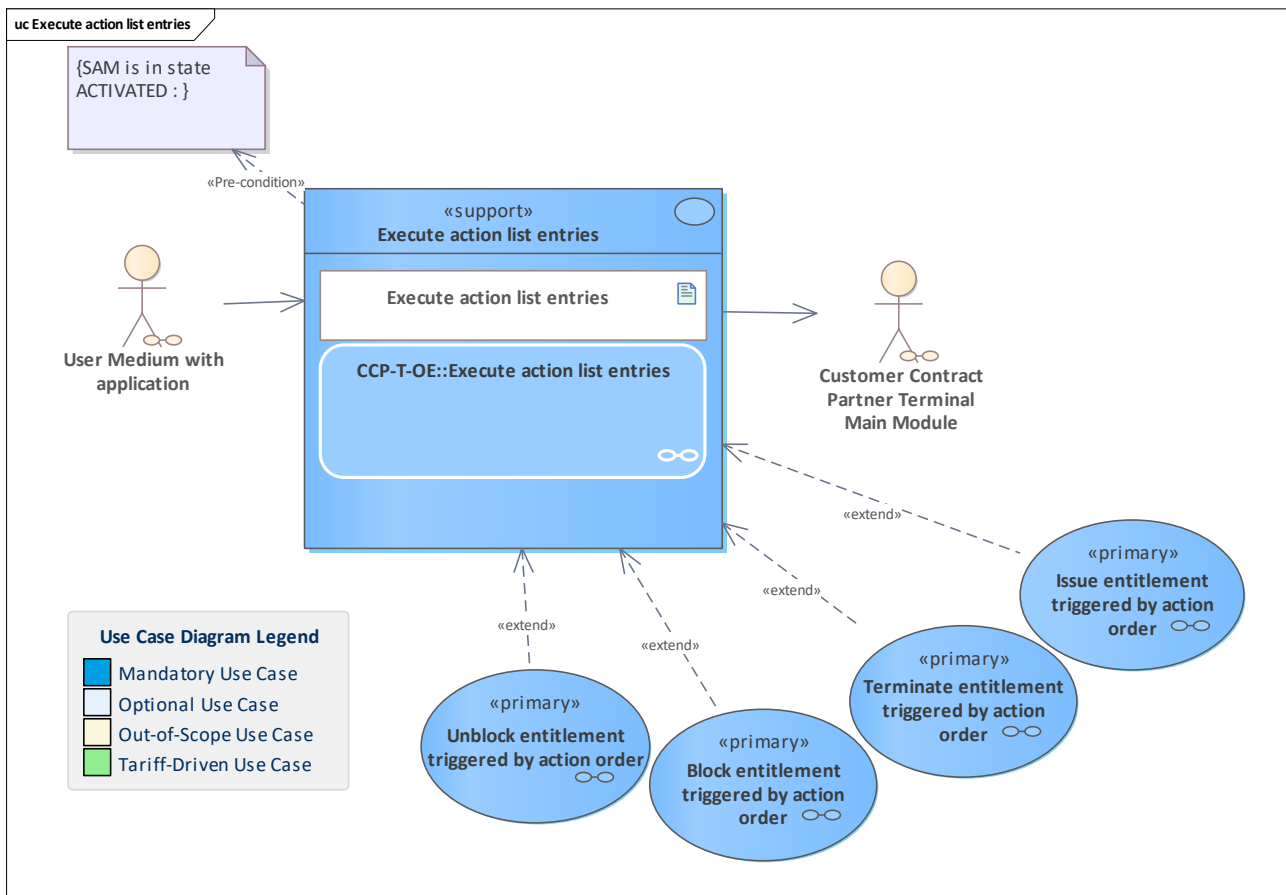 uc Execute action list entries
{SAM is in state
ACTIVATED : }
«Pre-condition»
«support»
Execute action list entries
Execute action list entries
CCP-T-OE::Execute action list entries
User Medium with
application
Customer Contract
Partner Terminal
Main Module
«extend»
«extend»
«extend»
«extend»
«primary»
Issue entitlement
triggered by action
order
«primary»
Terminate entitlement
triggered by action
order
«primary»
Unblock entitlement
triggered by action order
«primary»
Block entitlement
triggered by action
order
Use Case Diagram Legend
Mandatory Use Case
Optional Use Case
Out-of-Scope Use Case
Tariff-Driven Use Case